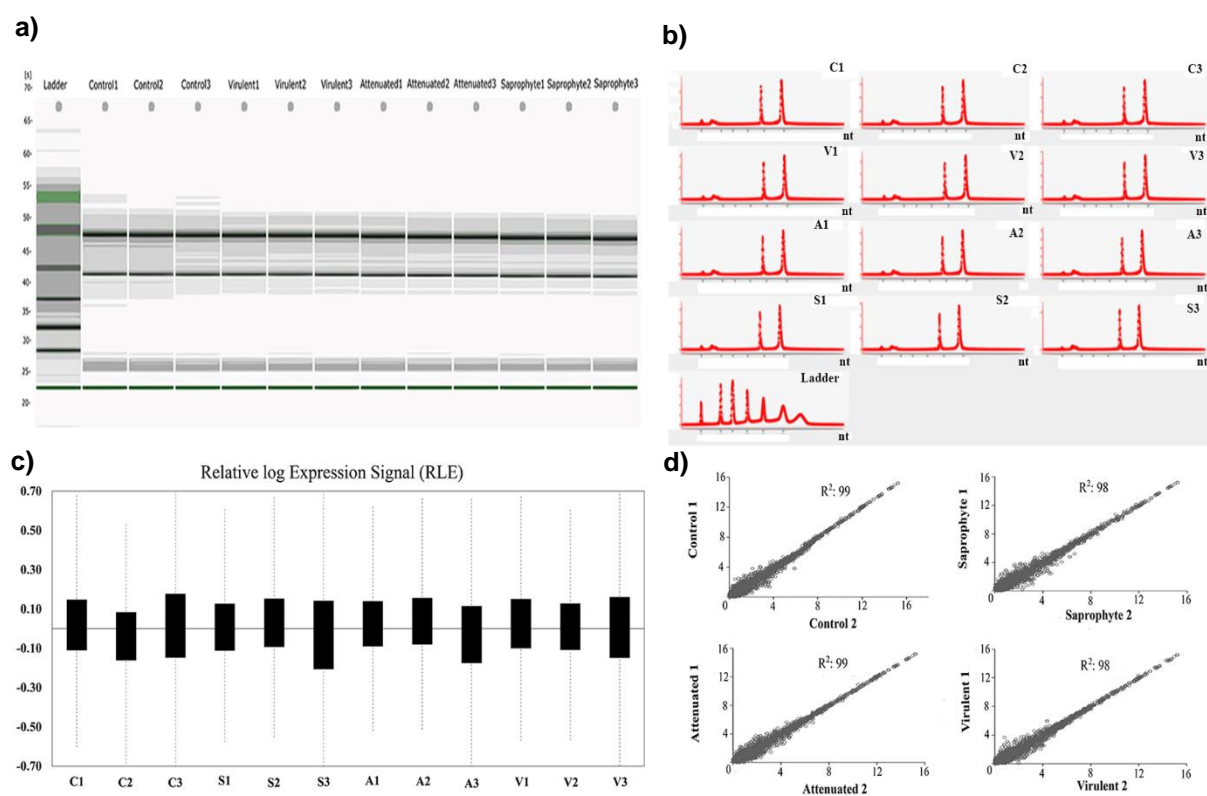 a)
[s] Ladder Control1 Control2 Control3 Virulent1 Virulent2 Virulent3 Attenuated1 Attenuated2 Attenuated3 Saprophyte1 Saprophyte2 Saprophyte3
70-
65-
60-
55-
50-
45-
40-
35-
30-
25-
20-
b)
C1 C2 C3
nt nt nt
V1 V2 V3
nt nt nt
A1 A2 A3
nt nt nt
S1 S2 S3
nt nt nt
Ladder
nt
c)
Relative log Expression Signal (RLE)
0.70
0.50
0.30
0.10
-0.10
-0.30
-0.50
-0.70
C1 C2 C3 S1 S2 S3 A1 A2 A3 V1 V2 V3
d)
R²: 99
Control 1
16
12
8
4
0 4 8 12 16
Control 2
R²: 98
Saprophyte 1
16
12
8
4
0 4 8 12 16
Saprophyte 2
R²: 99
Attenuated 1
16
12
8
4
0 4 8 12 16
Attenuated 2
R²: 98
Virulent 1
16
12
8
4
0 4 8 12 16
Virulent 2